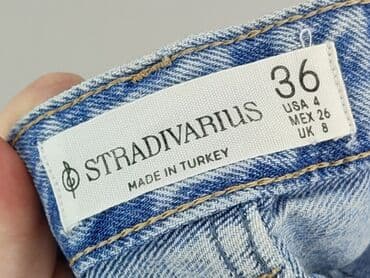 STRADIVARIUS
MADE IN TURKEY
36
USA 4
MEX 26
UK 8